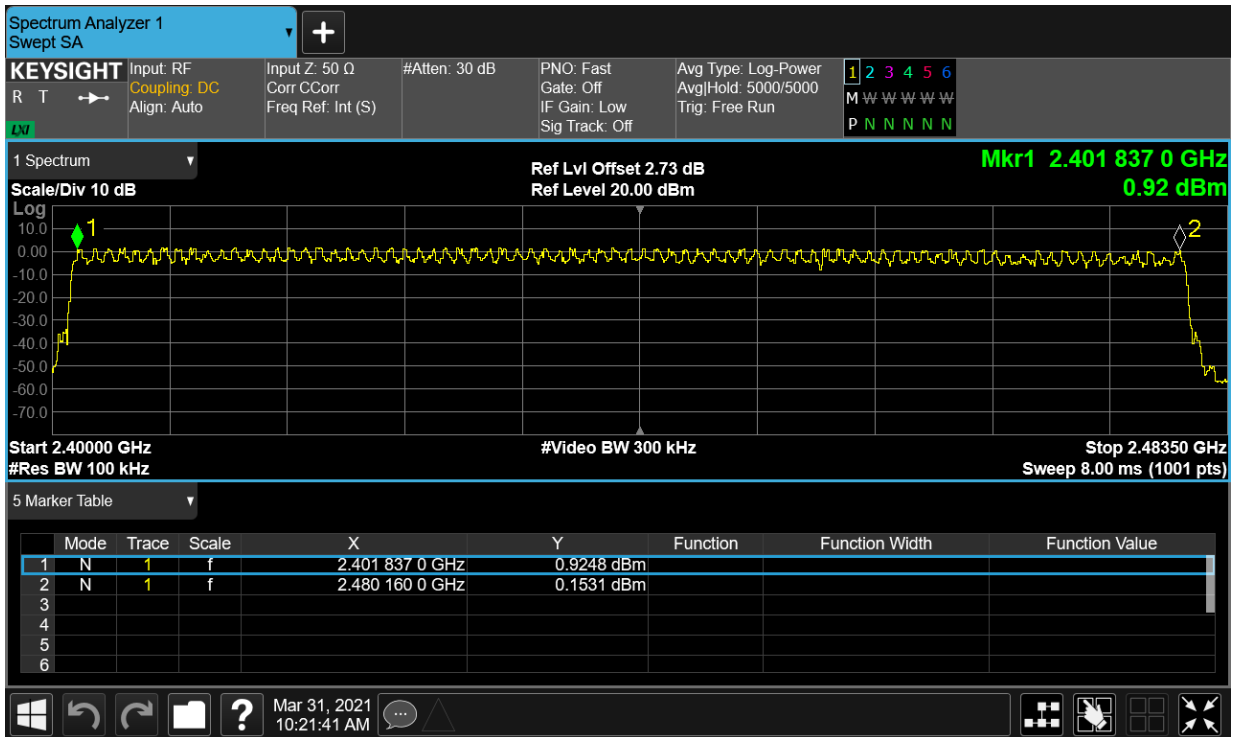 Spectrum Analyzer 1
Swept SA
+
KEYSIGHT
R T
LXI
Input: RF
Coupling: DC
Align: Auto
Input Z: 50 Ω
Corr CCorr
Freq Ref: Int (S)
#Atten: 30 dB
PNO: Fast
Gate: Off
IF Gain: Low
Sig Track: Off
Avg Type: Log-Power
Avg|Hold: 5000/5000
Trig: Free Run
1 2 3 4 5 6
M W W W W W
P N N N N N
1 Spectrum
Scale/Div 10 dB
Log
Ref Lvl Offset 2.73 dB
Ref Level 20.00 dBm
Mkr1 2.401 837 0 GHz
0.92 dBm
1
2
10.0
0.00
-10.0
-20.0
-30.0
-40.0
-50.0
-60.0
-70.0
Start 2.40000 GHz
#Res BW 100 kHz
#Video BW 300 kHz
Stop 2.48350 GHz
Sweep 8.00 ms (1001 pts)
5 Marker Table
Mode Trace Scale X Y Function Function Width Function Value
1 N 1 f 2.401 837 0 GHz 0.9248 dBm
2 N 1 f 2.480 160 0 GHz 0.1531 dBm
3
4
5
6
?
Mar 31, 2021
10:21:41 AM